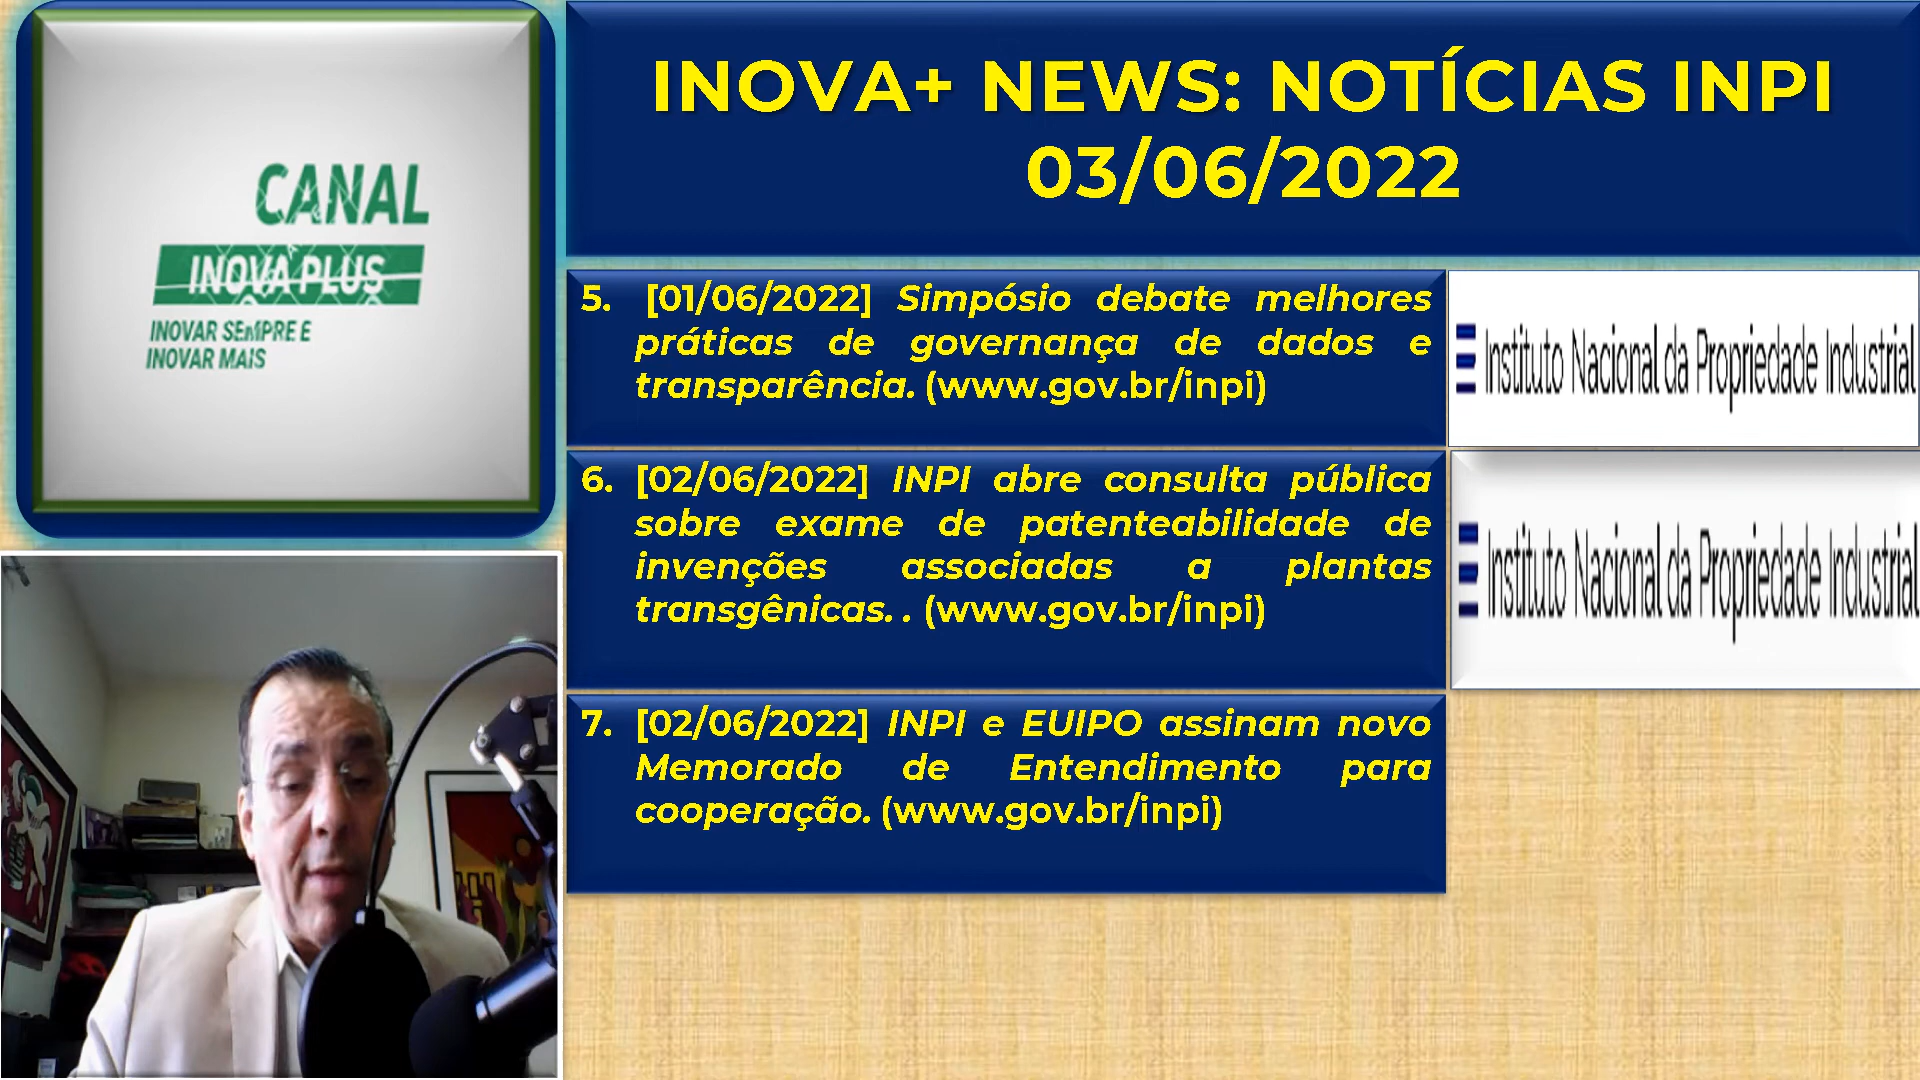 CANAL
INOVA PLUS
INOVAR SEMPRE E
INOVAR MAIS
INOVA+ NEWS: NOTÍCIAS INPI
03/06/2022
5. [01/06/2022] Simpósio debate melhores
práticas de governança de dados e
transparência. (www.gov.br/inpi)
Instituto Nacional da Propriedade Industrial
6. [02/06/2022] INPI abre consulta pública
sobre exame de patenteabilidade de
invenções associadas a plantas
transgênicas. . (www.gov.br/inpi)
Instituto Nacional da Propriedade Industrial
7. [02/06/2022] INPI e EUIPO assinam novo
Memorado de Entendimento para
cooperação. (www.gov.br/inpi)